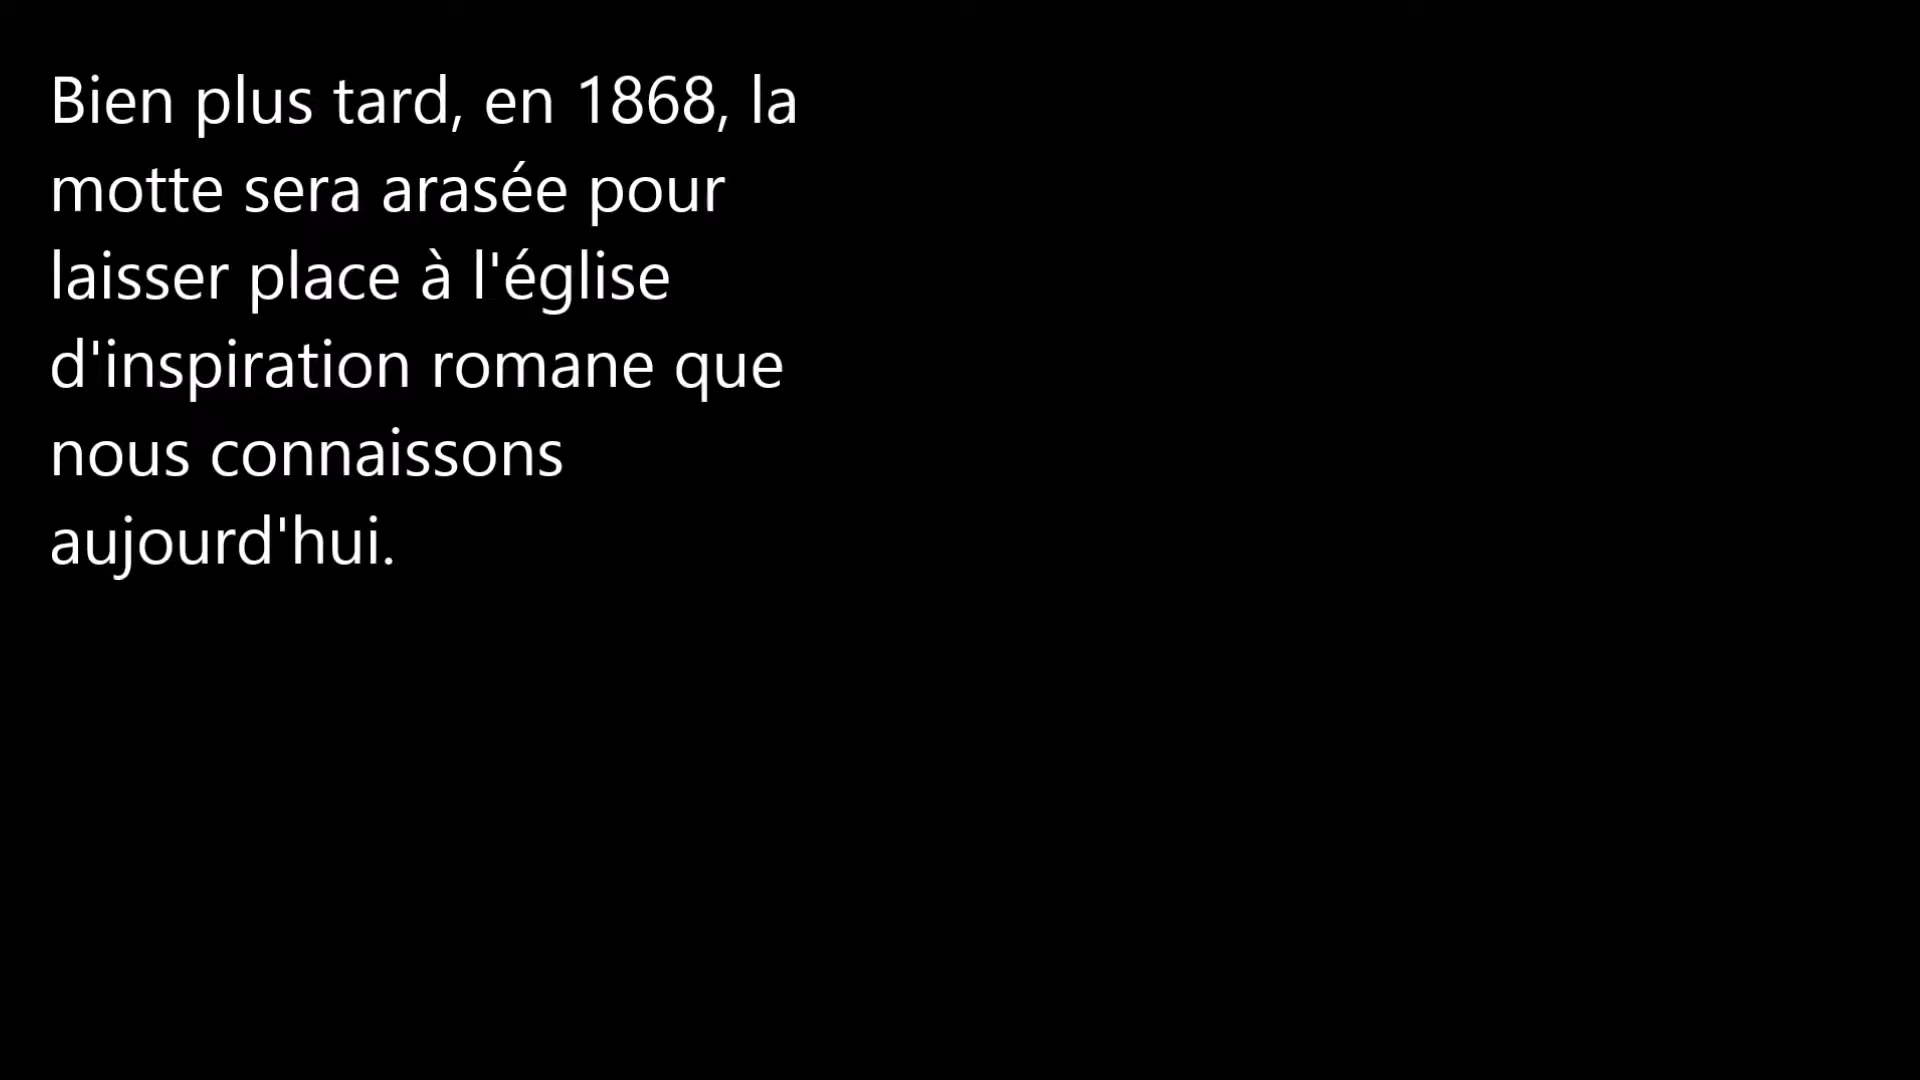 Bien plus tard, en 1868, la
motte sera arasée pour
laisser place à l'église
d'inspiration romane que
nous connaissons
aujourd'hui.